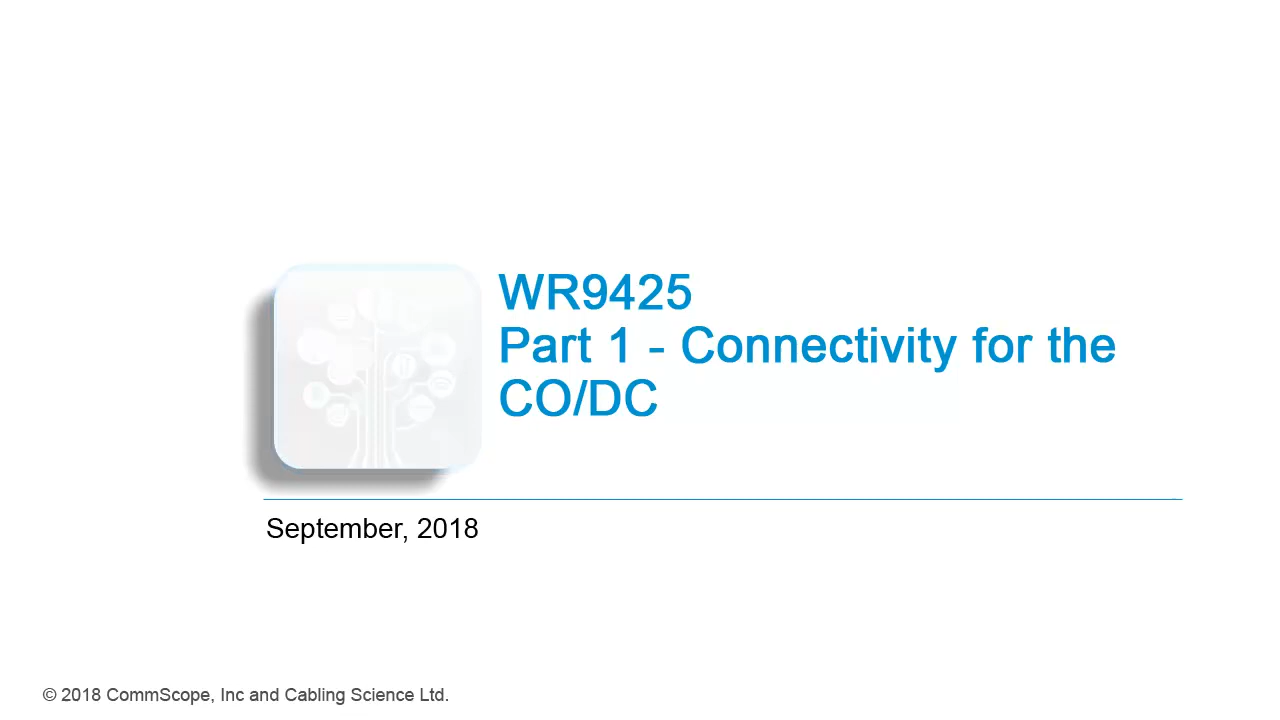 WR9425
Part 1 - Connectivity for the
CO/DC
September, 2018
© 2018 CommScope, Inc and Cabling Science Ltd.